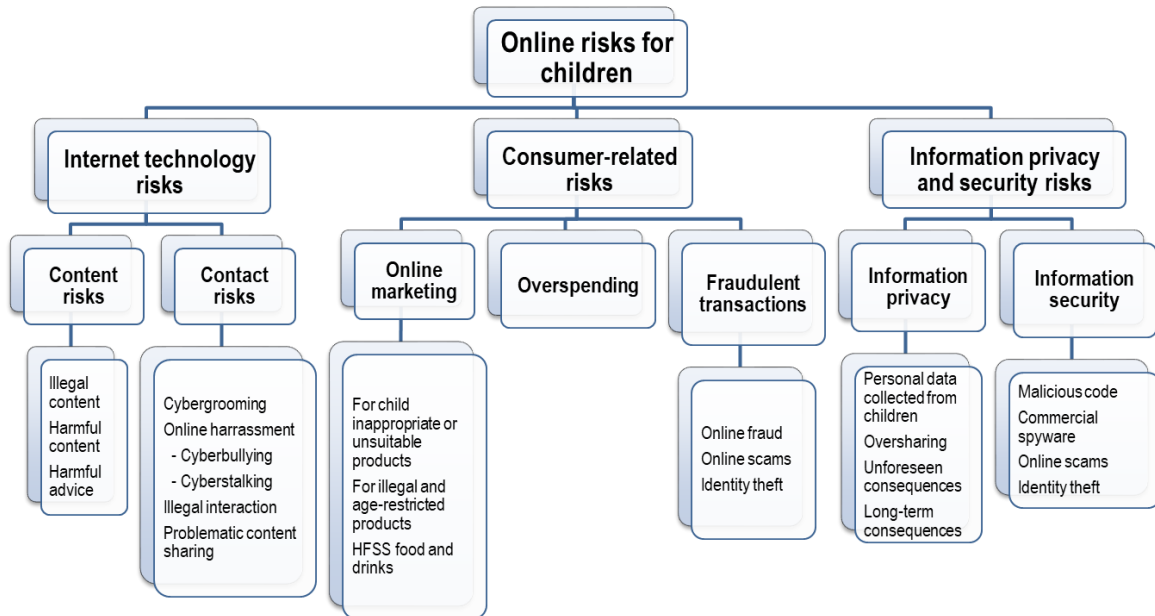 Online risks for
children
Internet technology
risks
Consumer-related
risks
Information privacy
and security risks
Content
risks
Contact
risks
Online
marketing
Overspending
Fraudulent
transactions
Information
privacy
Information
security
Illegal
content
Harmful
content
Harmful
advice
Cybergrooming
Online harrassment
- Cyberbullying
- Cyberstalking
Illegal interaction
Problematic content
sharing
For child
inappropriate or
unsuitable
products
For illegal and
age-restricted
products
HFSS food and
drinks
Online fraud
Online scams
Identity theft
Personal data
collected from
children
Oversharing
Unforeseen
consequences
Long-term
consequences
Malicious code
Commercial
spyware
Online scams
Identity theft